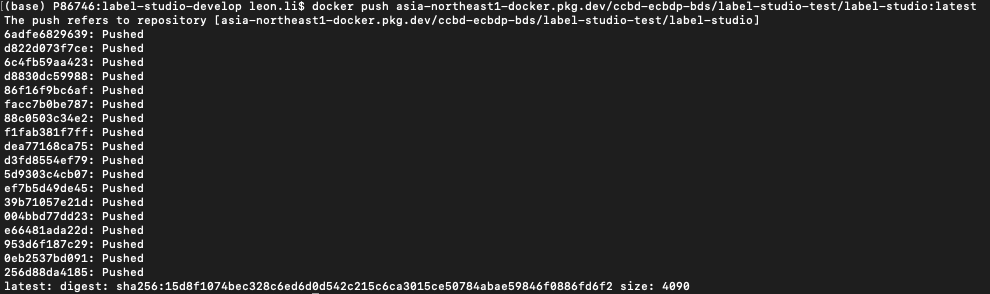 (base) P86746:label-studio-develop leon.li$ docker push asia-northeast1-docker.pkg.dev/ccbd-ecbdp-bds/label-studio-test/label-studio:latest
The push refers to repository [asia-northeast1-docker.pkg.dev/ccbd-ecbdp-bds/label-studio-test/label-studio]
6adfe6829639: Pushed
d822d073f7ce: Pushed
6c4fb59aa423: Pushed
d8830dc59988: Pushed
86f16f9bc6af: Pushed
facc7b0be787: Pushed
88c0503c34e2: Pushed
f1fab381f7ff: Pushed
dea77168ca75: Pushed
d3fd8554ef79: Pushed
5d9303c4cb07: Pushed
ef7b5d49de45: Pushed
39b71057e21d: Pushed
004bbd77dd23: Pushed
e66481ada22d: Pushed
953d6f187c29: Pushed
0eb2537bd091: Pushed
256d88da4185: Pushed
latest: digest: sha256:15d8f1074bec328c6ed6d0d542c215c6ca3015ce50784abae59846f0886fd6f2 size: 4090